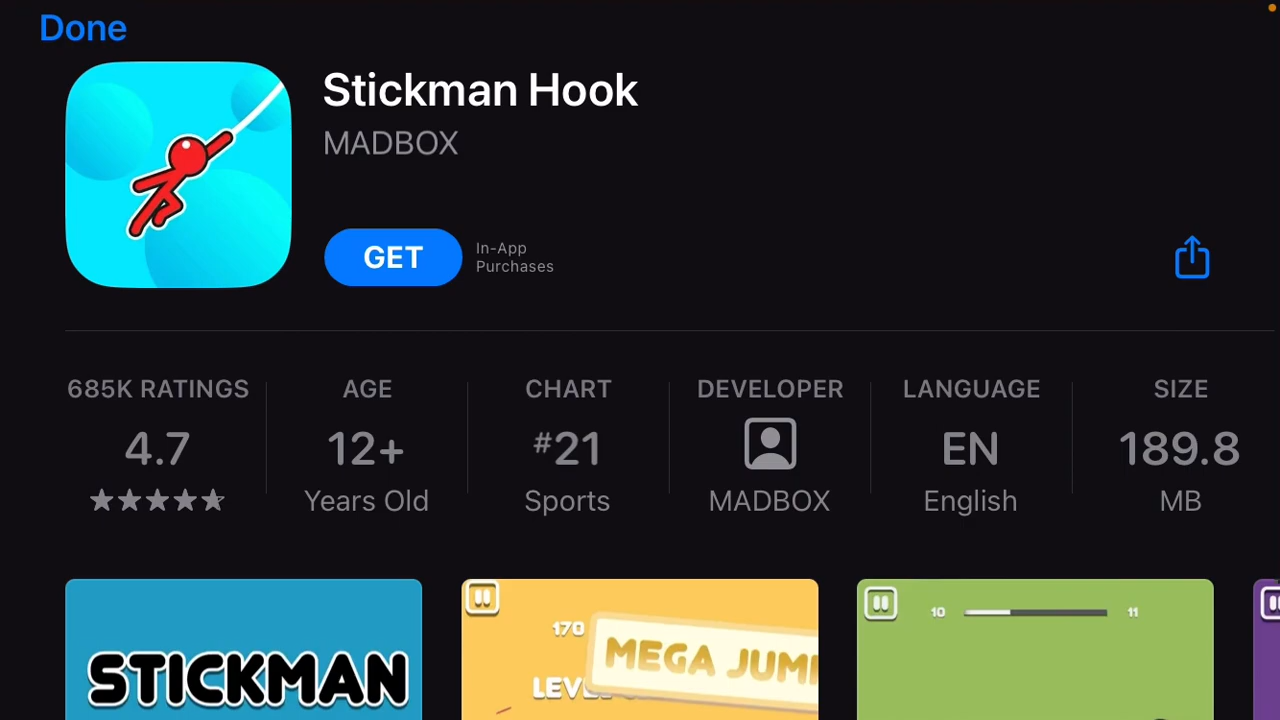 Done
Stickman Hook
MADBOX
GET
In-App
Purchases
685K RATINGS
4.7
AGE
12+
Years Old
CHART
#21
Sports
DEVELOPER
MADBOX
LANGUAGE
EN
English
SIZE
189.8
MB
STICKMAN
170
MEGA JUM
10
11